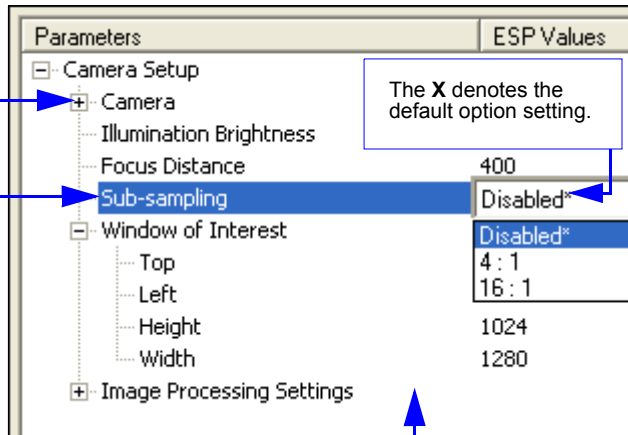 Parameters ESP Values
Camera Setup
The X denotes the
default option setting.
Camera
Illumination Brightness
Focus Distance 400
Sub-sampling Disabled*
Window of Interest Disabled*
Top 4 : 1
Left 16 : 1
Height 1024
Width 1280
Image Processing Settings